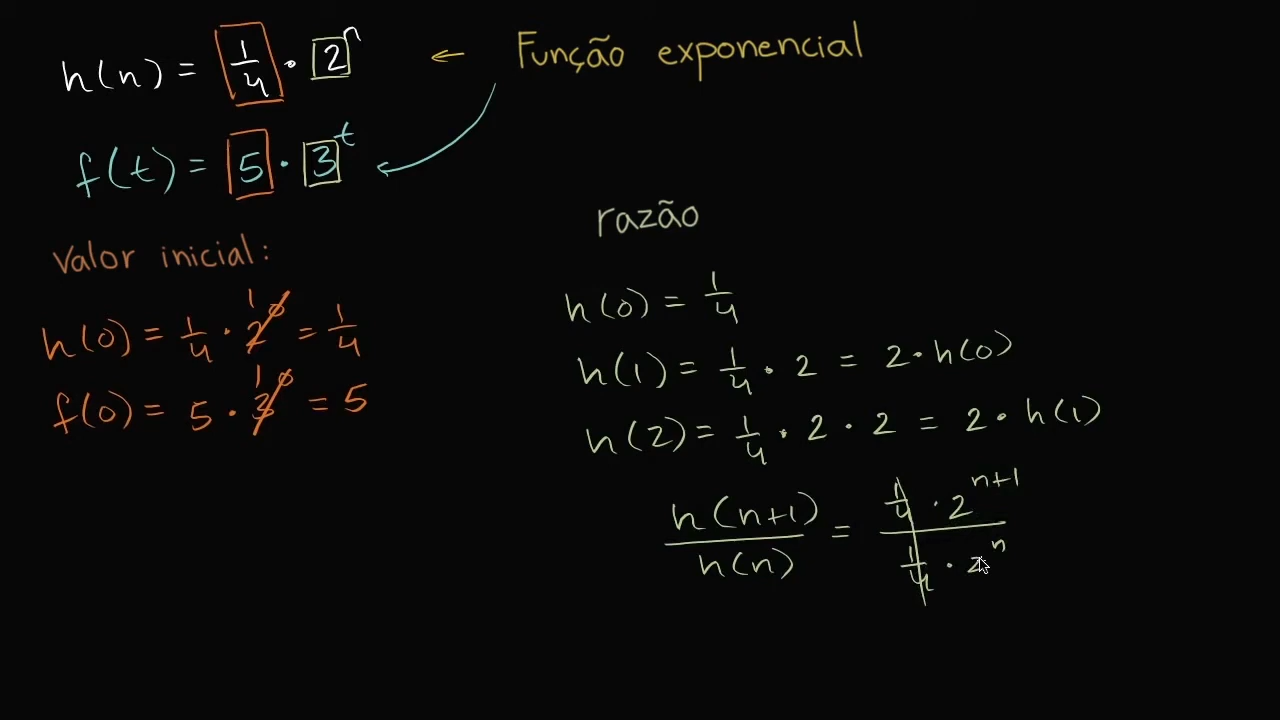 h(n) = 1/4 · 2^n ← Função exponencial
f(t) = 5 · 3^t
Valor inicial:
h(0) = 1/4 · 2^0 1 = 1/4
f(0) = 5 · 3^0 1 = 5
razão
h(0) = 1/4
h(1) = 1/4 · 2 = 2 · h(0)
h(2) = 1/4 · 2 · 2 = 2 · h(1)
h(n+1)/h(n) = 1/4 · 2^(n+1) / 1/4 · 2^n